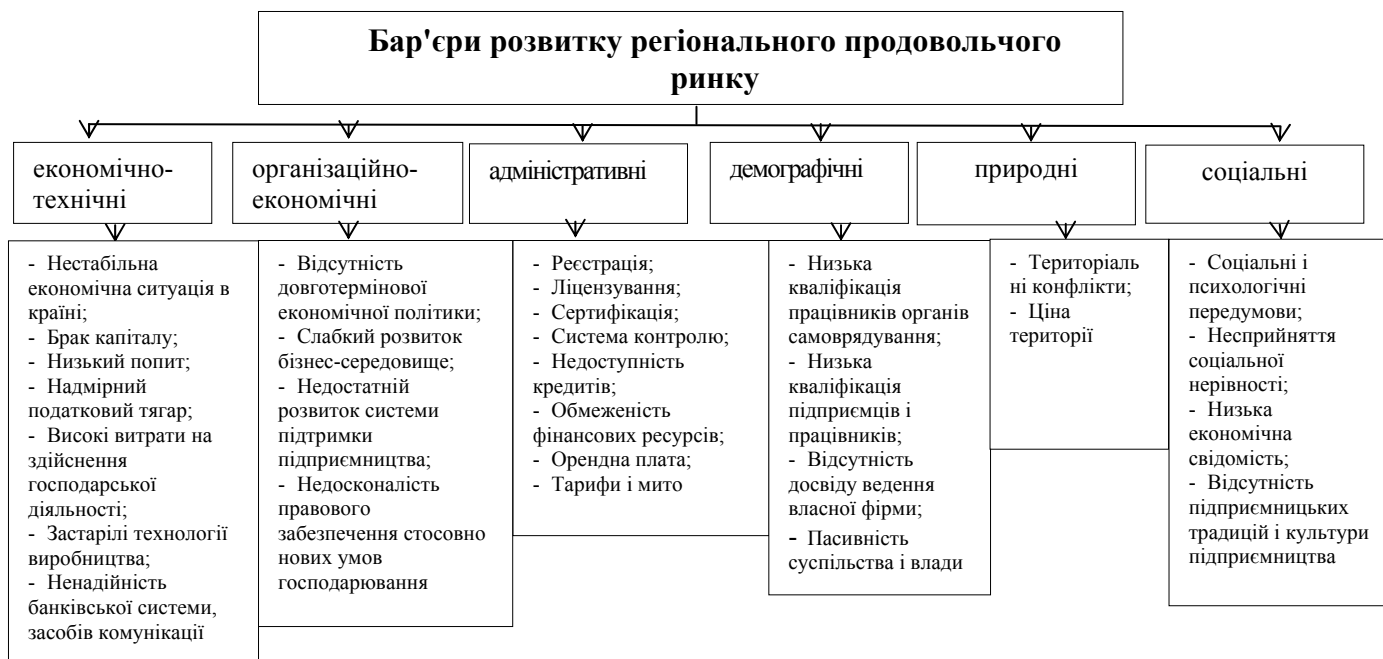 Бар'єри розвитку регіонального продовольчого
ринку
економічно-
технічні
організаційно-
економічні
адміністративні
демографічні
природні
соціальні
- Нестабільна
економічна ситуація в
країні;
- Брак капіталу;
- Низький попит;
- Надмірний
податковий тягар;
- Високі витрати на
здійснення
господарської
діяльності;
- Застарілі технології
виробництва;
- Ненадійність
банківської системи,
засобів комунікації
- Відсутність
довготермінової
економічної політики;
- Слабкий розвиток
бізнес-середовище;
- Недостатній
розвиток системи
підтримки
підприємництва;
- Недосконалість
правового
забезпечення стосовно
нових умов
господарювання
- Реєстрація;
- Ліцензування;
- Сертифікація;
- Система контролю;
- Недоступність
кредитів;
- Обмеженість
фінансових ресурсів;
- Орендна плата;
- Тарифи і мито
- Низька
кваліфікація
працівників органів
самоврядування;
- Низька
кваліфікація
підприємців і
працівників;
- Відсутність
досвіду ведення
власної фірми;
- Пасивність
суспільства і влади
- Територіаль
ні конфлікти;
- Ціна
території
- Соціальні і
психологічні
передумови;
- Несприйняття
соціальної
нерівності;
- Низька
економічна
свідомість;
- Відсутність
підприємницьких
традицій і культури
підприємництва